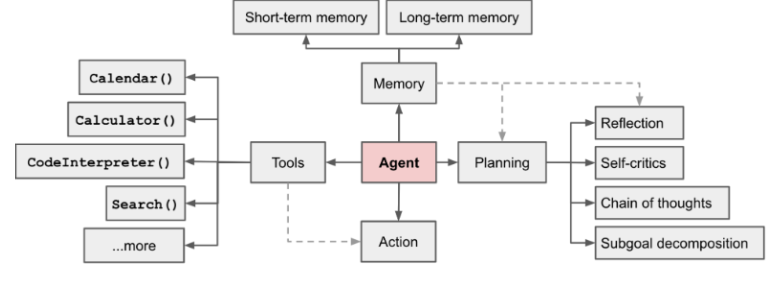 Short-term memory
Long-term memory
Calendar()
Memory
Calculator()
Reflection
CodeInterpreter()
Tools
Agent
Planning
Self-critics
Search()
Chain of thoughts
...more
Action
Subgoal decomposition